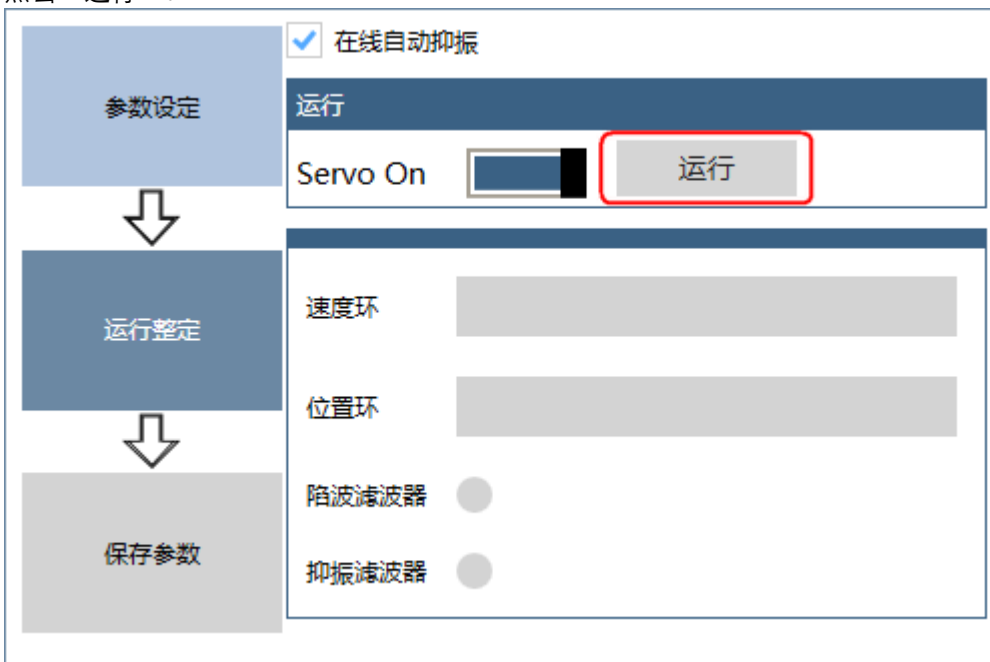 在线自动抑振
参数设定
运行
Servo On
运行
运行整定
速度环
位置环
陷波滤波器
保存参数
抑振滤波器